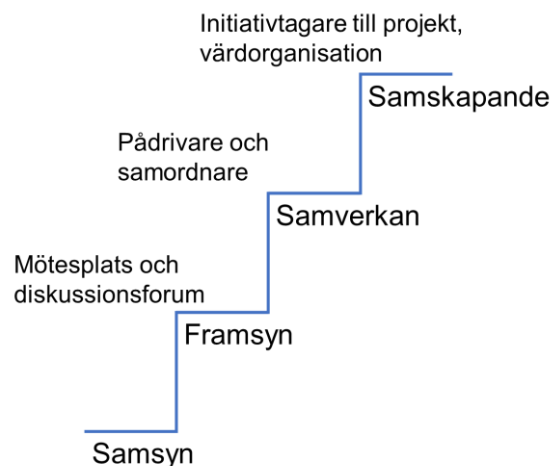 Initiativtagare till projekt,
värdorganisation
Samskapande
Pådrivare och
samordnare
Samverkan
Mötesplats och
diskussionsforum
Framsyn
Samsyn